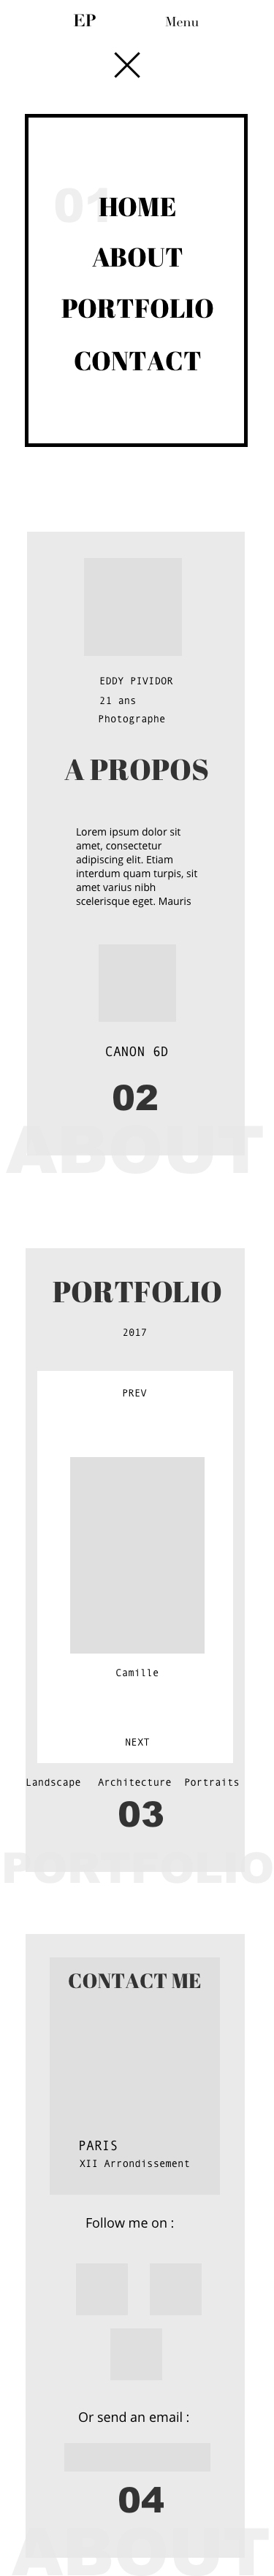 EP Menu
01
HOME
ABOUT
PORTFOLIO
CONTACT
EDDY PIVIDOR
21 ans
Photographe
A PROPOS
Lorem ipsum dolor sit
amet, consectetur
adipiscing elit. Etiam
interdum quam turpis, sit
amet varius nibh
scelerisque eget. Mauris
CANON 6D
02
ABOUT
PORTFOLIO
2017
PREV
Camille
NEXT
Landscape Architecture Portraits
03
PORTFOLIO
CONTACT ME
PARIS
XII Arrondissement
Follow me on :
Or send an email :
04
ABOUT